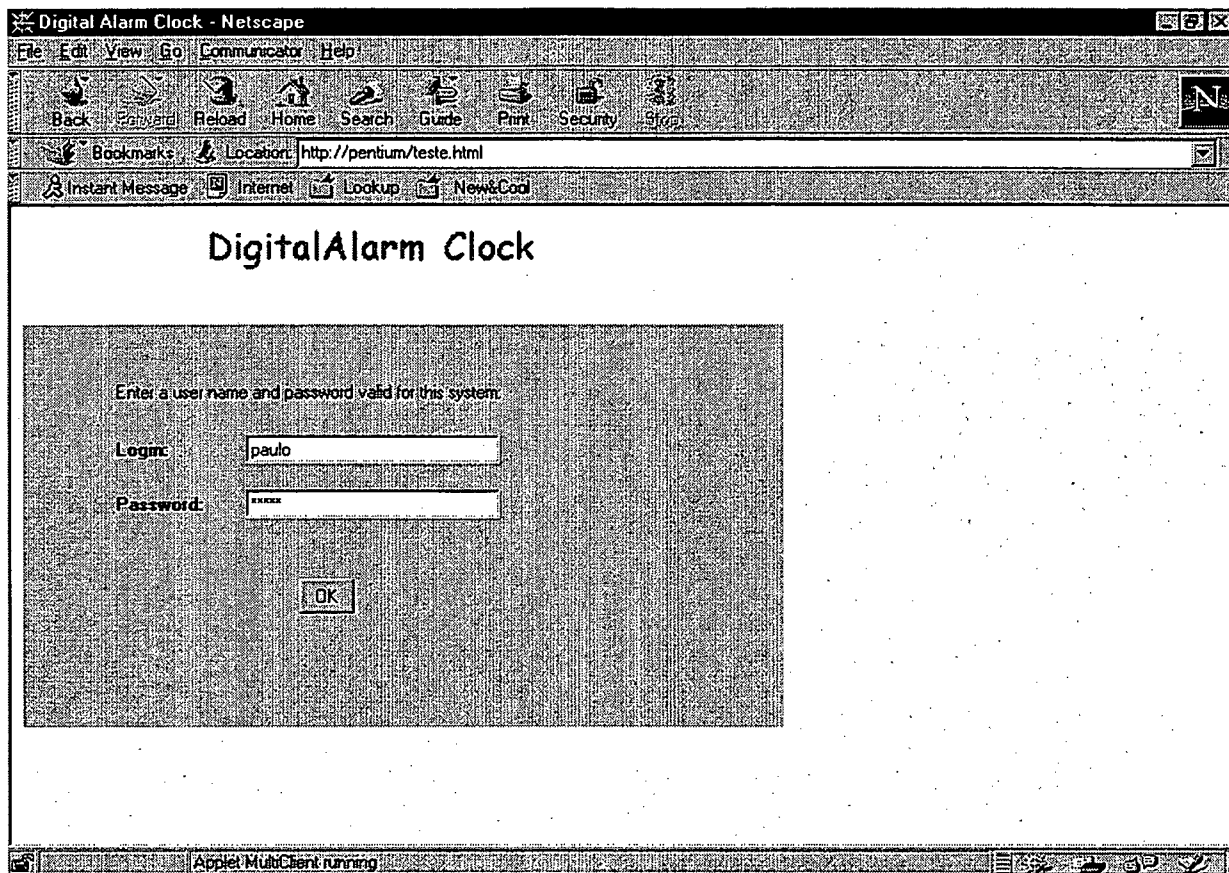 Digital Alarm Clock - Netscape
File Edit View Go Communicator Help
Back Forward Reload Home Search Guide Print Security Stop
N
Bookmarks Location: http://pentium/teste.html
Instant Message Internet Lookup New&Cool
DigitalAlarm Clock
Enter a user name and password valid for this system:
Login: paulo
Password: *****
OK
Applet MultiClient running